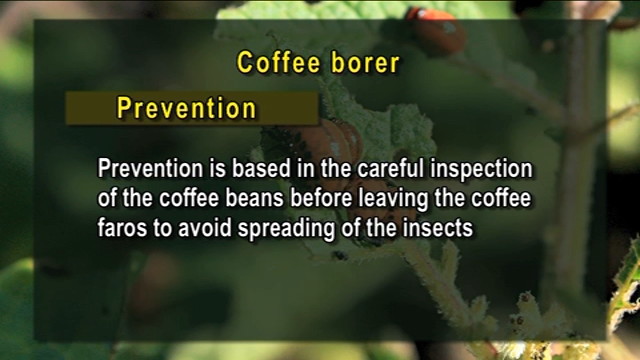 Coffee borer
Prevention
Prevention is based in the careful inspection
of the coffee beans before leaving the coffee
faros to avoid spreading of the insects